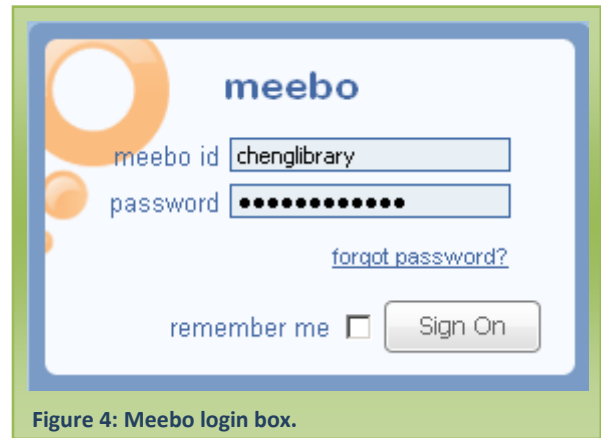 meebo
meebo id chenglibrary
password ●●●●●●●●●●●●
forgot password?
remember me Sign On
Figure 4: Meebo login box.